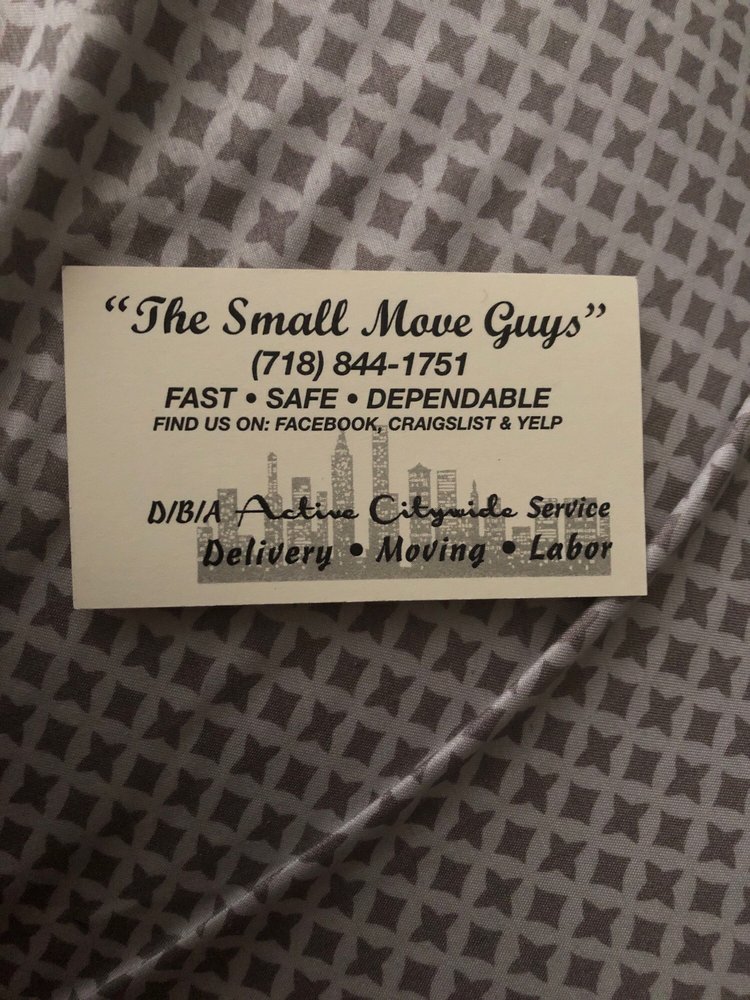 “The Small Move Guys”
(718) 844-1751
FAST • SAFE • DEPENDABLE
FIND US ON: FACEBOOK, CRAIGSLIST & YELP
D/B/A Active Citywide Service
Delivery • Moving • Labor